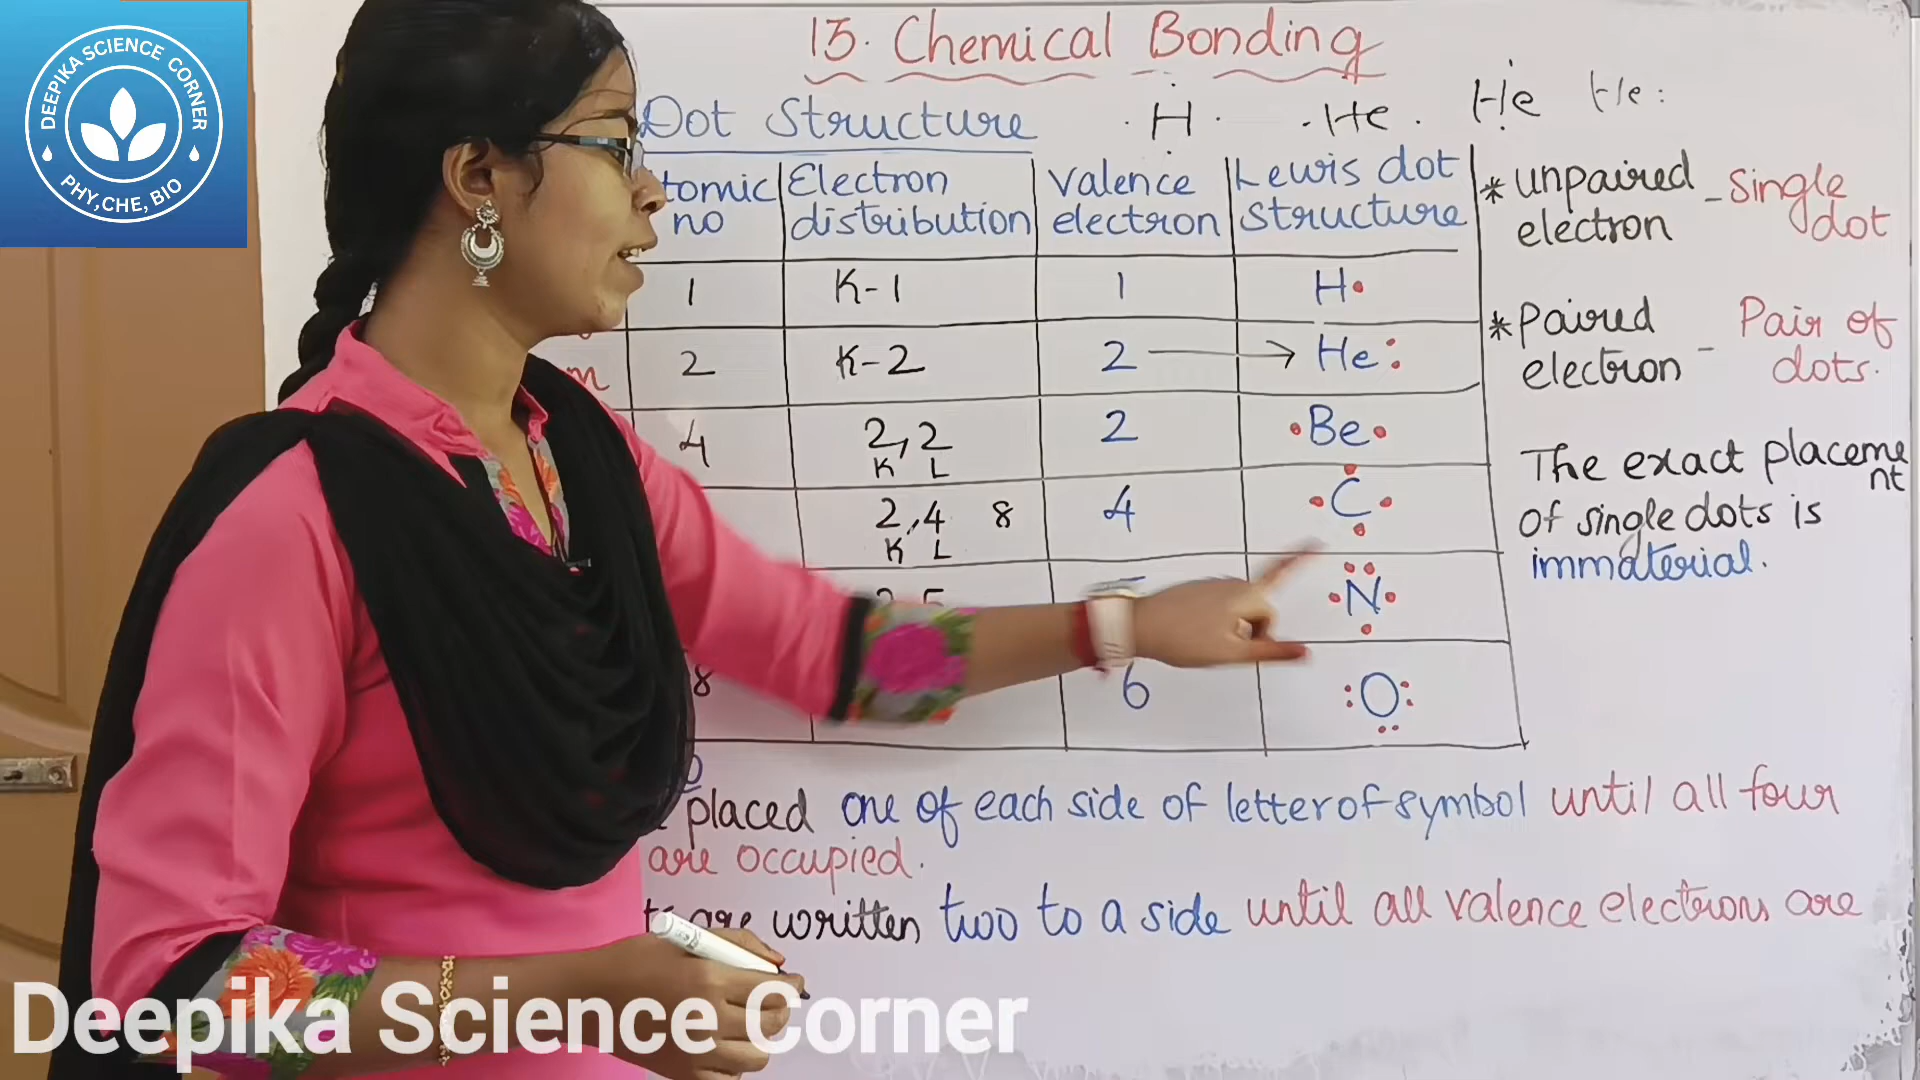 DEEPIKA SCIENCE CORNER
PHY,CHE, BIO
15. Chemical Bonding
Dot Structure
H
He
He
He:
tomic no
Electron distribution
Valence electron
Lewis dot structure
1
K-1
1
H
2
K-2
2
He
4
2,2
K L
2
Be
2,4 8
K L
4
C
N
8
6
O
* unpaired electron - Single dot
* Paired electron - Pair of dots.
The exact placement
of single dots is
immaterial.
placed one of each side of letter of symbol until all four
are occupied.
are written two to a side until all valence electrons are
Deepika Science Corner